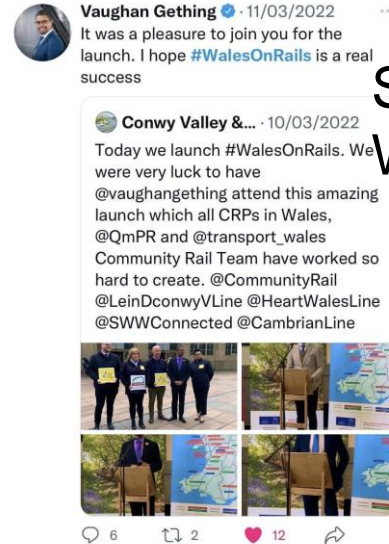 Vaughan Gething · 11/03/2022
It was a pleasure to join you for the
launch. I hope #WalesOnRails is a real
success
Conwy Valley &... · 10/03/2022
Today we launch #WalesOnRails. We
were very luck to have
@vaughangething attend this amazing
launch which all CRPs in Wales,
@QmPR and @transport_wales
Community Rail Team have worked so
hard to create. @CommunityRail
@LeinDconwyVLine @HeartWalesLine
@SWWConnected @CambrianLine
6 2 12